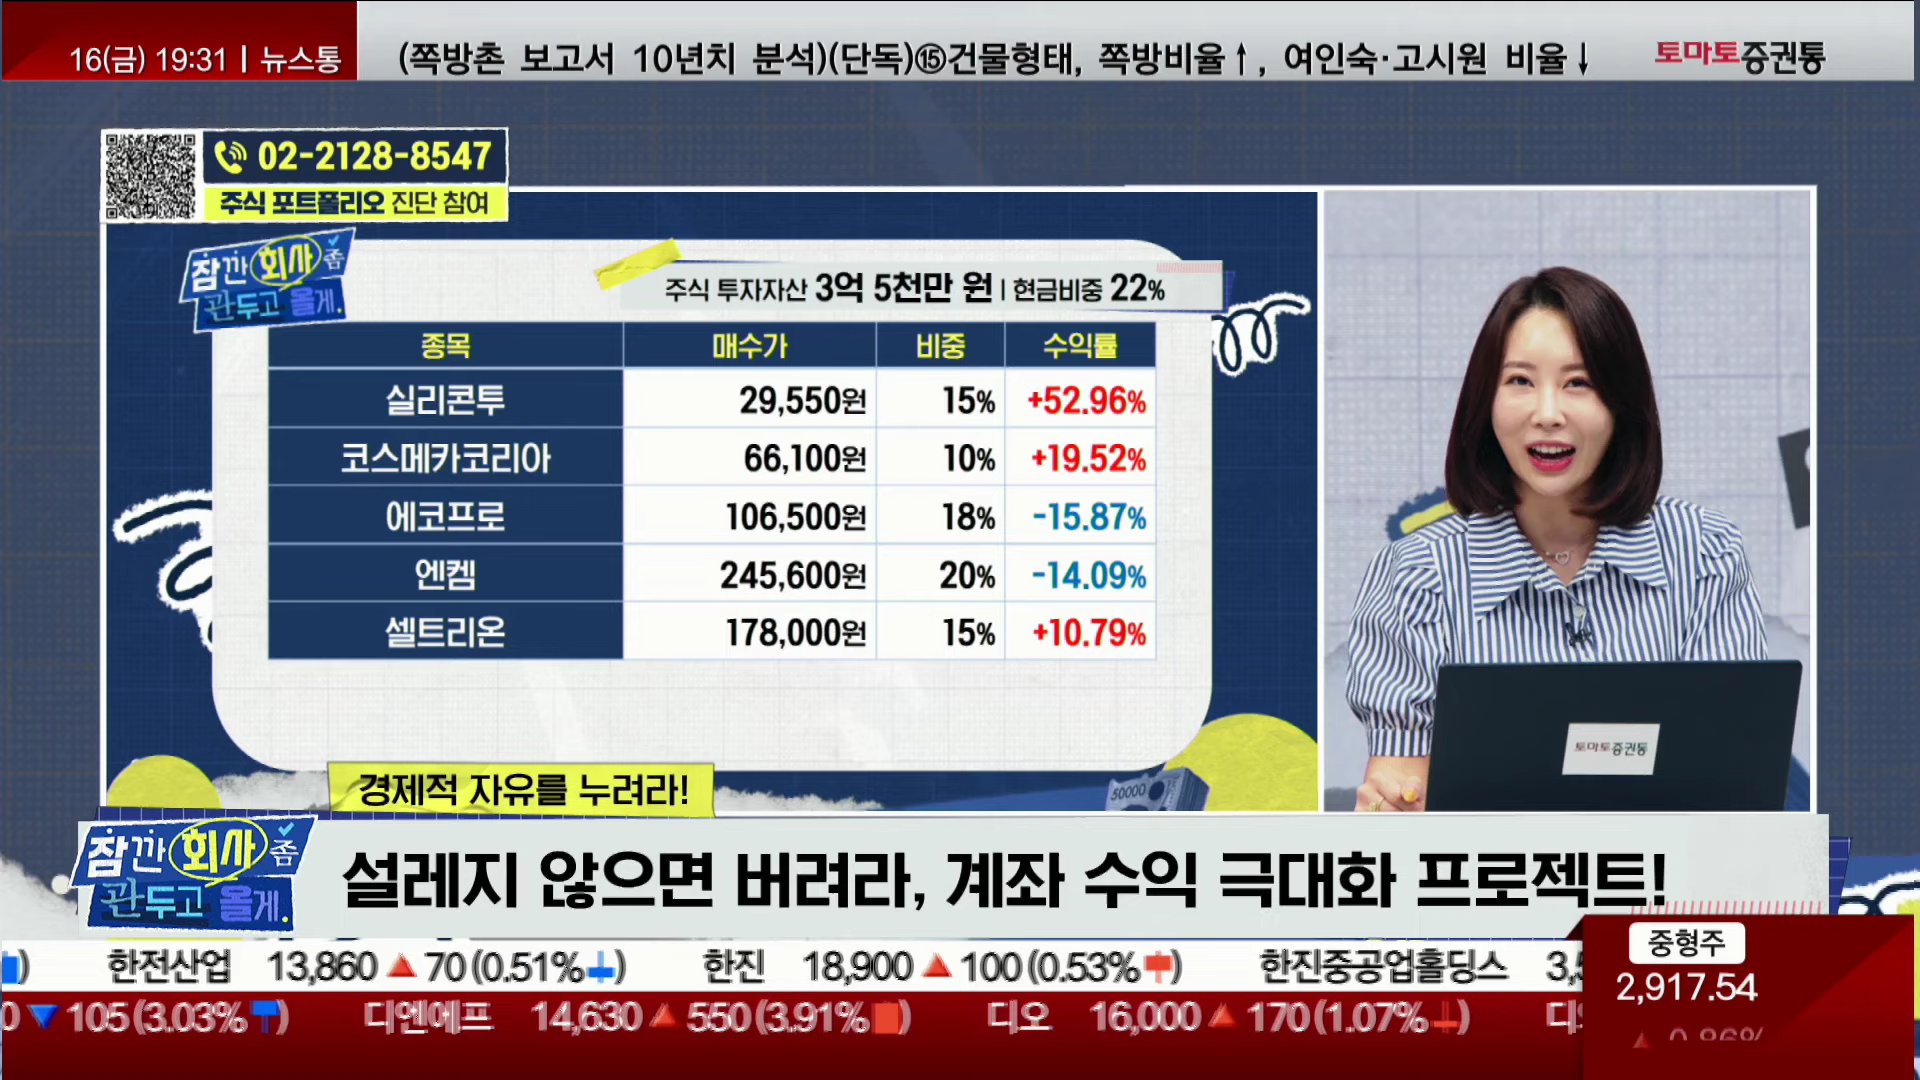 16(금) 19:31 | 뉴스통
(쪽방촌 보고서 10년치 분석)(단독)⑮건물형태, 쪽방비율↑, 여인숙·고시원 비율↓
토마토증권통
02-2128-8547
주식 포트폴리오 진단 참여
잠깐 회사 좀
관두고 올게.
주식 투자자산 3억 5천만 원 | 현금비중 22%
종목 매수가 비중 수익률
실리콘투 29,550원 15% +52.96%
코스메카코리아 66,100원 10% +19.52%
에코프로 106,500원 18% -15.87%
엔켐 245,600원 20% -14.09%
셀트리온 178,000원 15% +10.79%
토마토증권통
50000
경제적 자유를 누려라!
잠깐 회사 좀
관두고 올게.
설레지 않으면 버려라, 계좌 수익 극대화 프로젝트!
) 한전산업 13,860 ▲70(0.51%) 한진 18,900 ▲100(0.53%) 한진중공업홀딩스
▼105(3.03%) 디엔에프 14,630 ▲550(3.91%) 디오 16,000 ▲170(1.07%)
중형주
2,917.54
▲ 0.86%